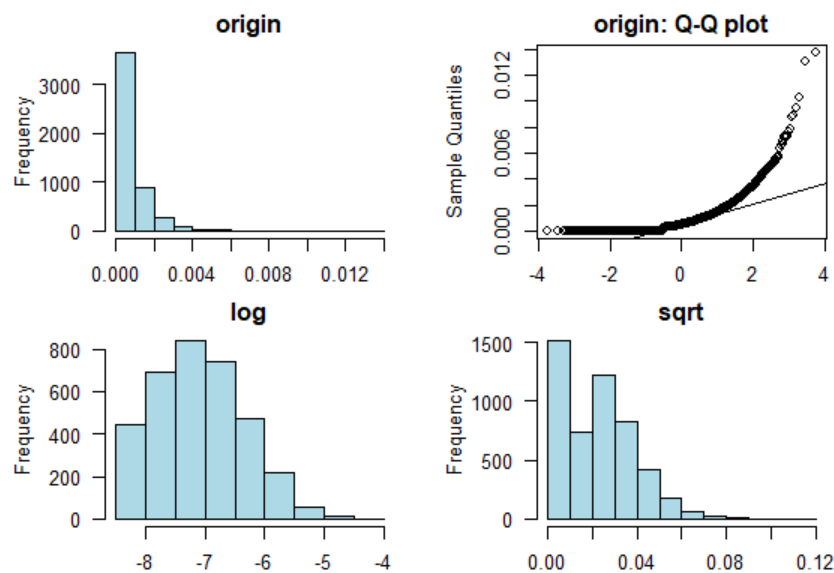 origin
Frequency
0 1000 2000 3000
0.000 0.004 0.008 0.012
origin: Q-Q plot
Sample Quantiles
0.000 0.006 0.012
-4 -2 0 2 4
log
Frequency
0 200 400 600 800
-8 -7 -6 -5 -4
sqrt
Frequency
0 500 1000 1500
0.00 0.04 0.08 0.12